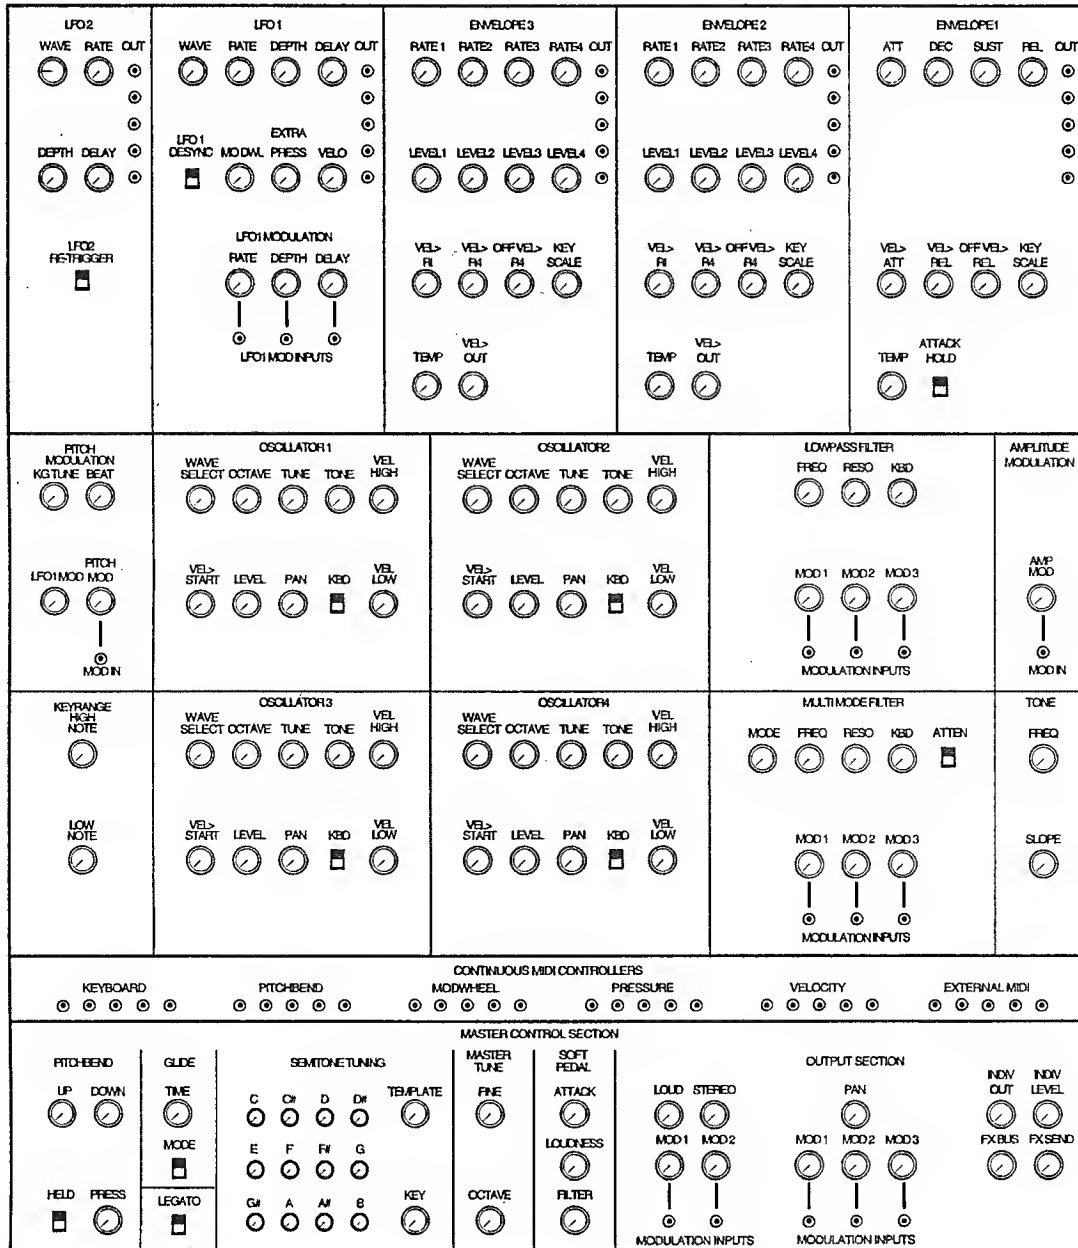 LFO 2
WAVE RATE OUT
DEPTH DELAY
LFO2
RE-TRIGGER
LFO 1
WAVE RATE DEPTH DELAY OUT
LFO 1
DESYNC
EXTRA
MODWL PRESS VELO
LFO1 MODULATION
RATE DEPTH DELAY
LFO1 MOD INPUTS
ENVELOPE 3
RATE 1 RATE2 RATE3 RATE4 OUT
LEVEL1 LEVEL2 LEVEL3 LEVEL4
VEL> VEL> OFF VEL> KEY
R1 R4 R4 SCALE
VEL>
TEMP OUT
ENVELOPE 2
RATE 1 RATE2 RATE3 RATE4 OUT
LEVEL1 LEVEL2 LEVEL3 LEVEL4
VEL> VEL> OFF VEL> KEY
R1 R4 R4 SCALE
VEL>
TEMP OUT
ENVELOPE 1
ATT DEC SUST REL OUT
VEL> VEL> OFF VEL> KEY
ATT REL REL SCALE
ATTACK
TEMP HOLD
PITCH
MODULATION
KG TUNE BEAT
PITCH
LFO1 MOD MOD
MOD IN
OSCILLATOR 1
WAVE VEL
SELECT OCTAVE TUNE TONE HIGH
VEL> VEL
START LEVEL PAN KBD LOW
OSCILLATOR 2
WAVE VEL
SELECT OCTAVE TUNE TONE HIGH
VEL> VEL
START LEVEL PAN KBD LOW
LOWPASS FILTER
FREQ RESO KBD
MOD 1 MOD 2 MOD 3
MODULATION INPUTS
AMPLITUDE
MODULATION
AMP
MOD
MOD IN
KEYRANGE
HIGH
NOTE
LOW
NOTE
OSCILLATOR 3
WAVE VEL
SELECT OCTAVE TUNE TONE HIGH
VEL> VEL
START LEVEL PAN KBD LOW
OSCILLATOR 4
WAVE VEL
SELECT OCTAVE TUNE TONE HIGH
VEL> VEL
START LEVEL PAN KBD LOW
MULTI MODE FILTER
MODE FREQ RESO KBD ATTEN
MOD 1 MOD 2 MOD 3
MODULATION INPUTS
TONE
FREQ
SLOPE
CONTINUOUS MIDI CONTROLLERS
KEYBOARD PITCHBEND MODWHEEL PRESSURE VELOCITY EXTERNAL MIDI
MASTER CONTROL SECTION
PITCHBEND
UP DOWN
HELD PRESS
GLIDE
TIME
MODE
LEGATO
SEMITONE TUNING
C C# D D# TEMPLATE
E F F# G
G# A A# B KEY
MASTER
TUNE
FINE
OCTAVE
SOFT
PEDAL
ATTACK
LOUDNESS
FILTER
OUTPUT SECTION
LOUD STEREO
MOD 1 MOD 2
MODULATION INPUTS
PAN
MOD 1 MOD 2 MOD 3
MODULATION INPUTS
INDIV INDIV
OUT LEVEL
FX BUS FX SEND